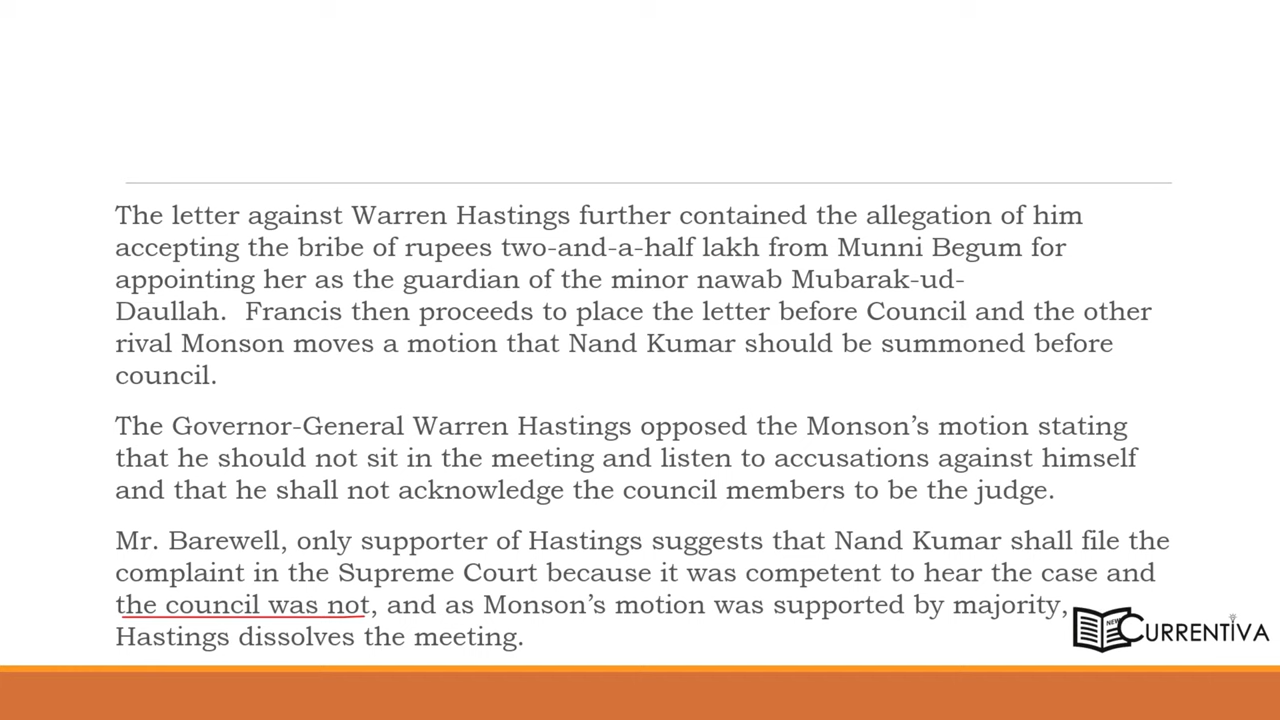 The letter against Warren Hastings further contained the allegation of him
accepting the bribe of rupees two-and-a-half lakh from Munni Begum for
appointing her as the guardian of the minor nawab Mubarak-ud-
Daullah.  Francis then proceeds to place the letter before Council and the other
rival Monson moves a motion that Nand Kumar should be summoned before
council.
The Governor-General Warren Hastings opposed the Monson’s motion stating
that he should not sit in the meeting and listen to accusations against himself
and that he shall not acknowledge the council members to be the judge.
Mr. Barewell, only supporter of Hastings suggests that Nand Kumar shall file the
complaint in the Supreme Court because it was competent to hear the case and
the council was not, and as Monson’s motion was supported by majority,
Hastings dissolves the meeting.
NEW CURRENTIVA